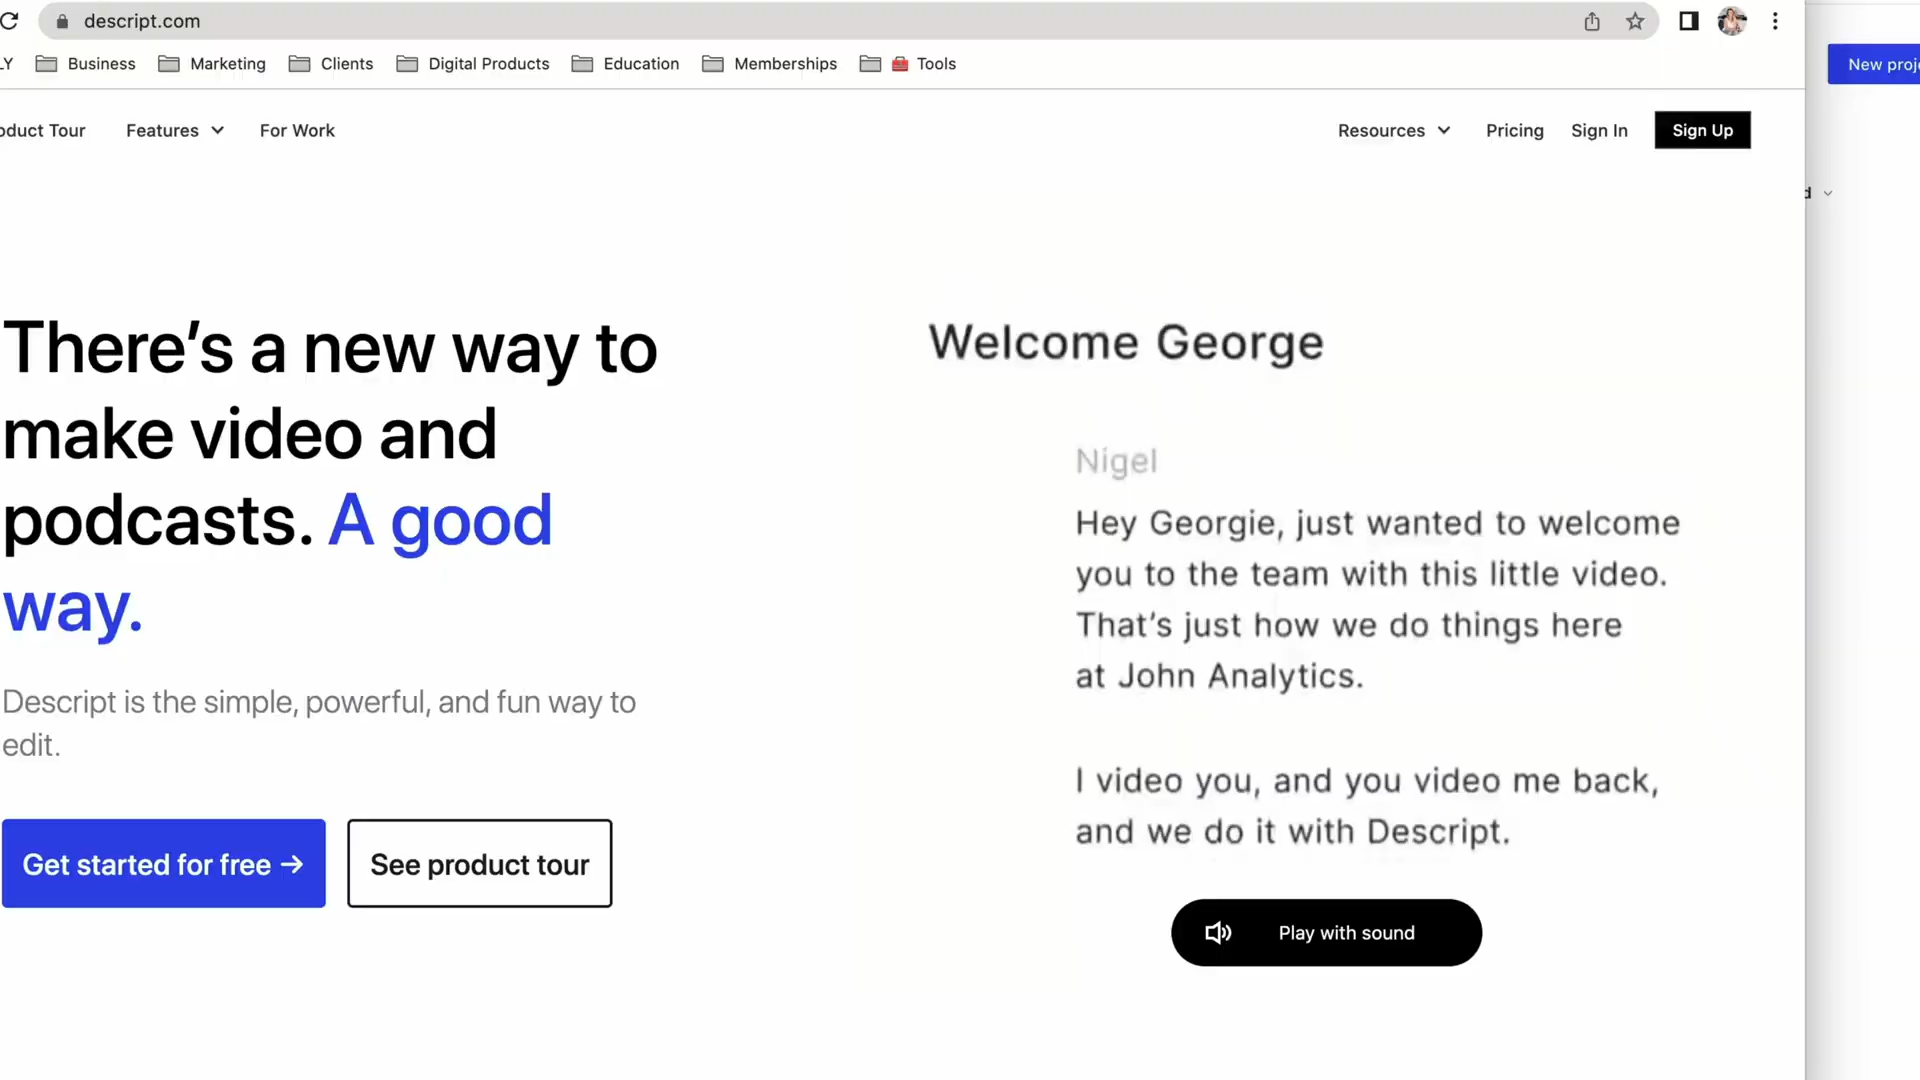 descript.com
LY Business Marketing Clients Digital Products Education Memberships Tools
New proj
oduct Tour Features For Work Resources Pricing Sign In Sign Up
d
There's a new way to
make video and
podcasts. A good
way.
Descript is the simple, powerful, and fun way to
edit.
Get started for free → See product tour
Welcome George
Nigel
Hey Georgie, just wanted to welcome
you to the team with this little video.
That's just how we do things here
at John Analytics.
I video you, and you video me back,
and we do it with Descript.
Play with sound